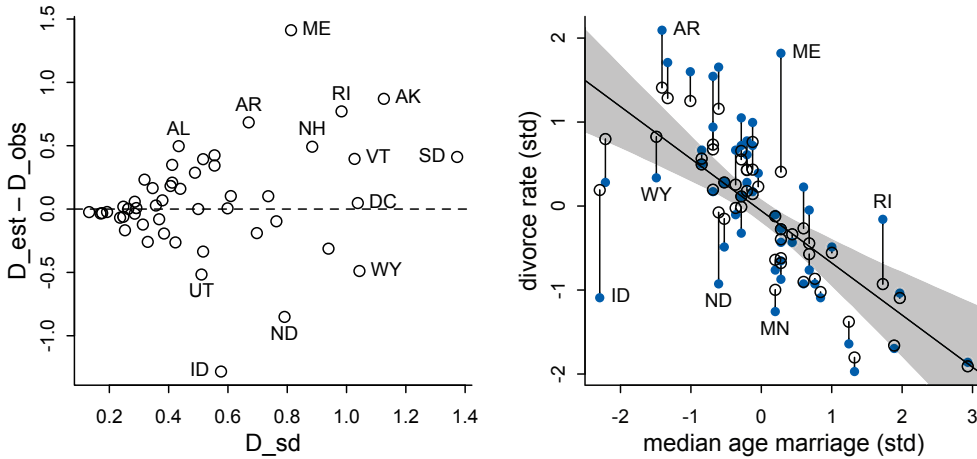 D_est − D_obs
1.5
1.0
0.5
0.0
-0.5
-1.0
ME
AR
RI
AK
AL
NH
VT
SD
DC
UT
WY
ND
ID
0.2 0.4 0.6 0.8 1.0 1.2 1.4
D_sd
divorce rate (std)
2
1
0
-1
-2
AR
ME
WY
RI
ID
ND
MN
-2 -1 0 1 2 3
median age marriage (std)